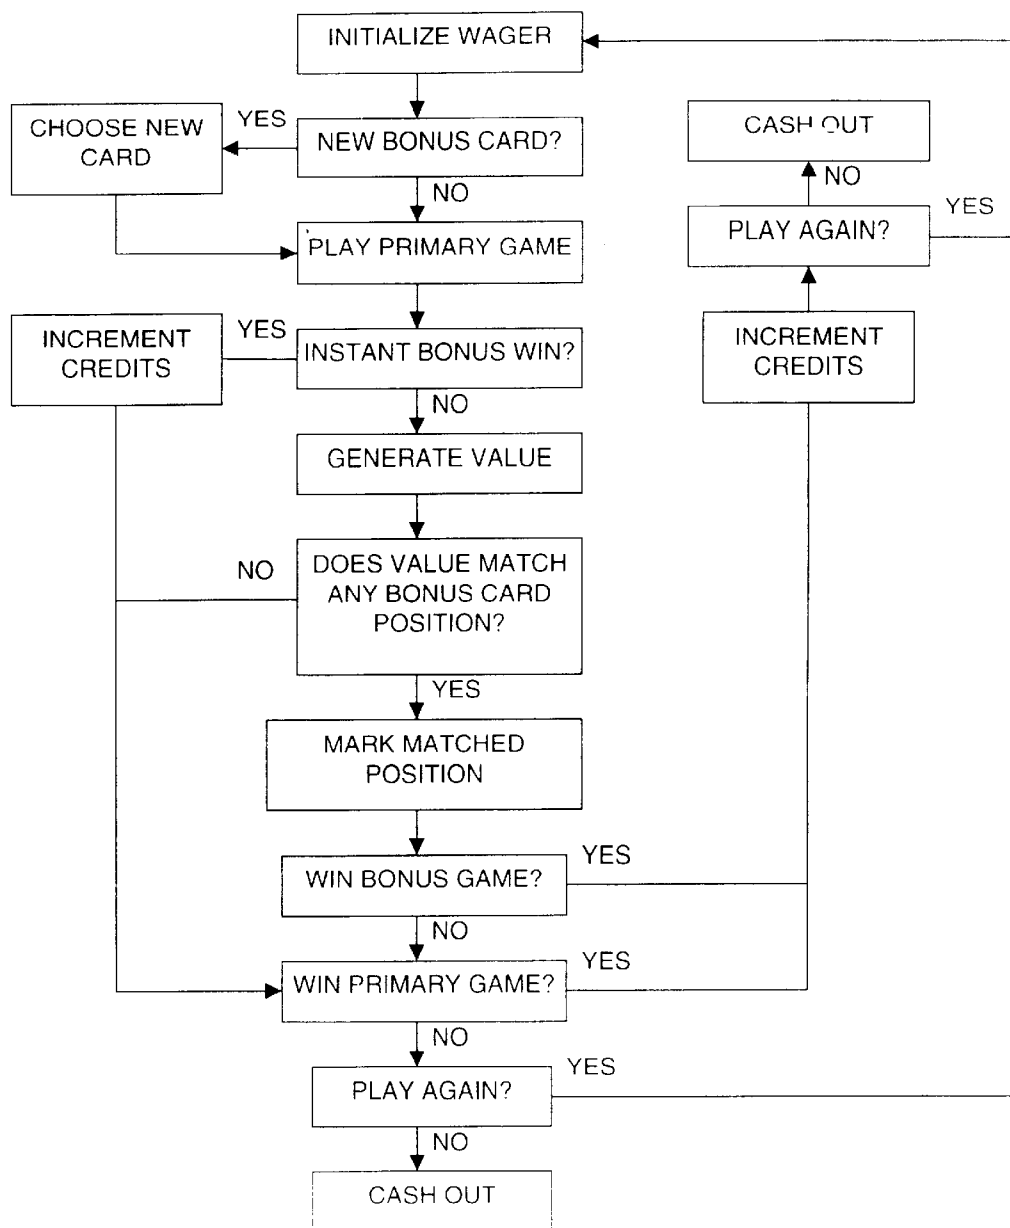 INITIALIZE WAGER
YES
CHOOSE NEW
CARD
NEW BONUS CARD?
CASH OUT
NO
NO
YES
PLAY PRIMARY GAME
PLAY AGAIN?
YES
INCREMENT
CREDITS
INSTANT BONUS WIN?
INCREMENT
CREDITS
NO
GENERATE VALUE
NO
DOES VALUE MATCH
ANY BONUS CARD
POSITION?
YES
MARK MATCHED
POSITION
YES
WIN BONUS GAME?
NO
YES
WIN PRIMARY GAME?
NO
YES
PLAY AGAIN?
NO
CASH OUT